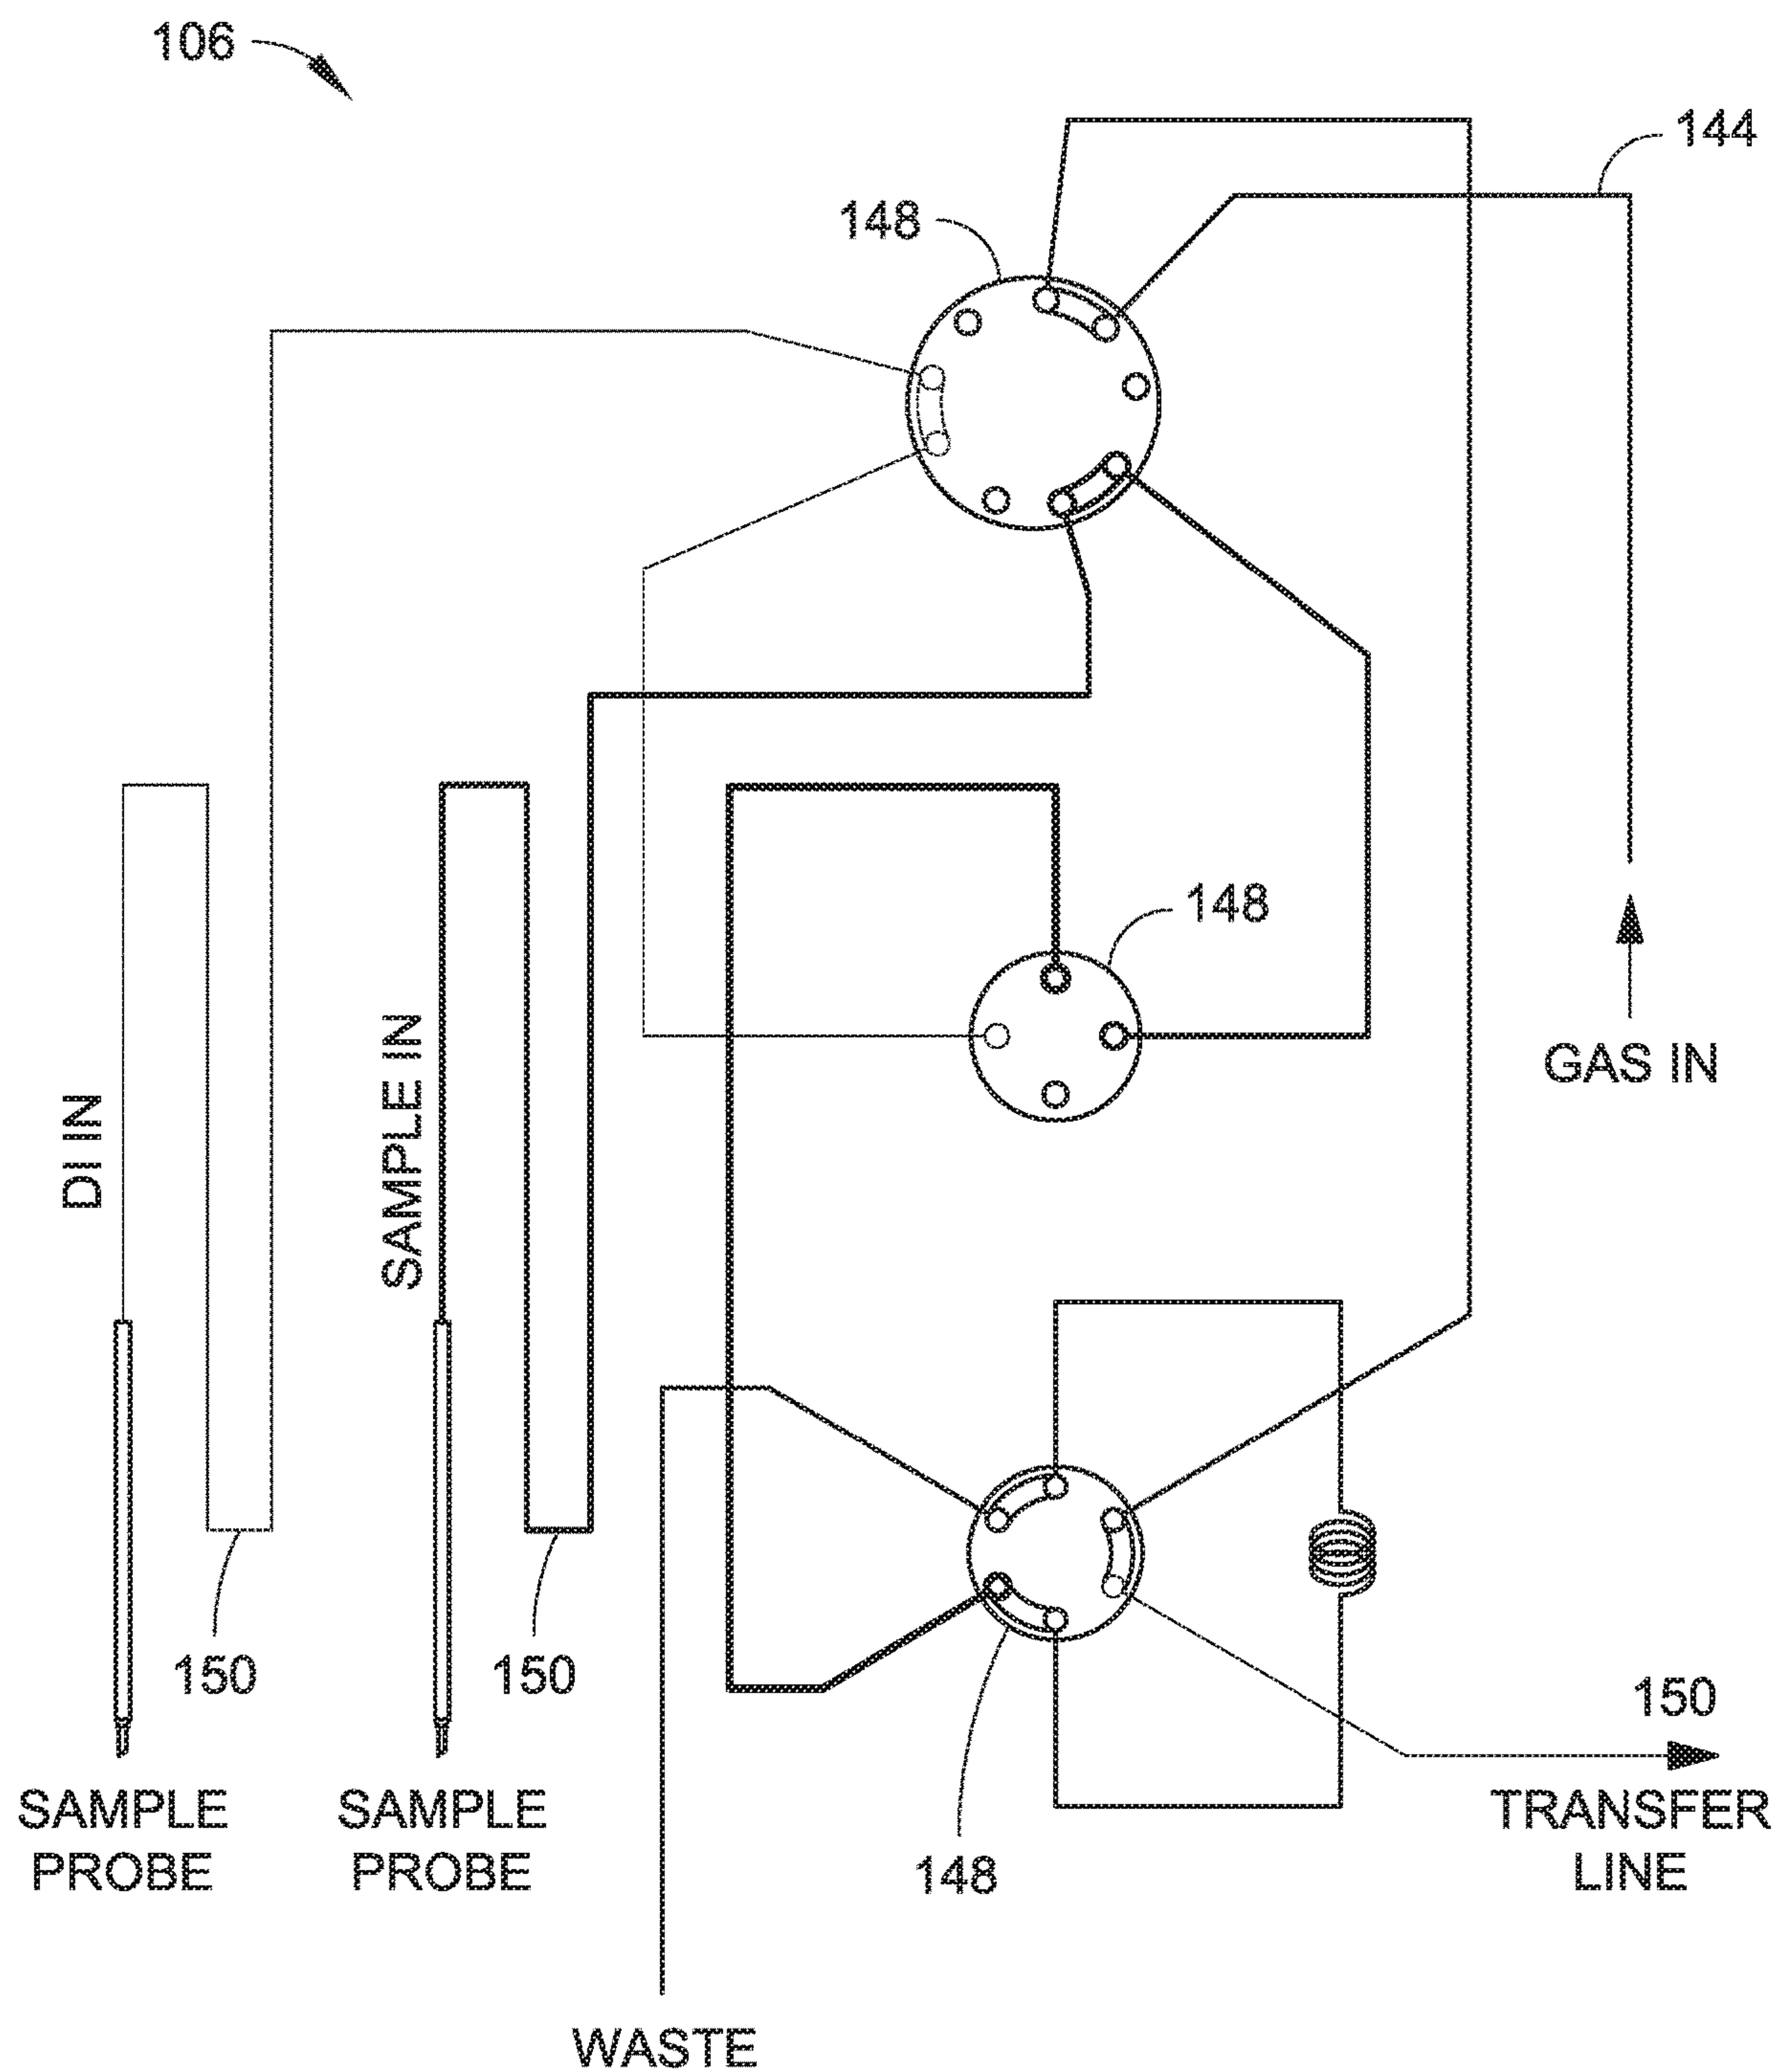 106
144
148
148
GAS IN
DI IN
SAMPLE IN
150
150
150
TRANSFER
LINE
SAMPLE
PROBE
SAMPLE
PROBE
148
WASTE